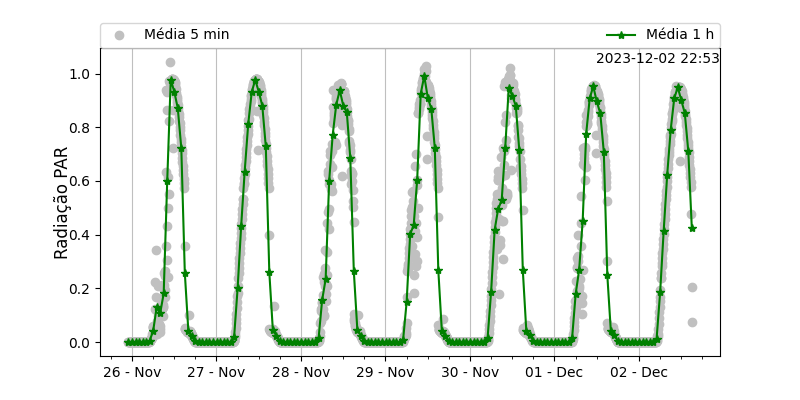 Média 5 min
Média 1 h
2023-12-02 22:53
Radiação PAR
1.0
0.8
0.6
0.4
0.2
0.0
26 - Nov
27 - Nov
28 - Nov
29 - Nov
30 - Nov
01 - Dec
02 - Dec